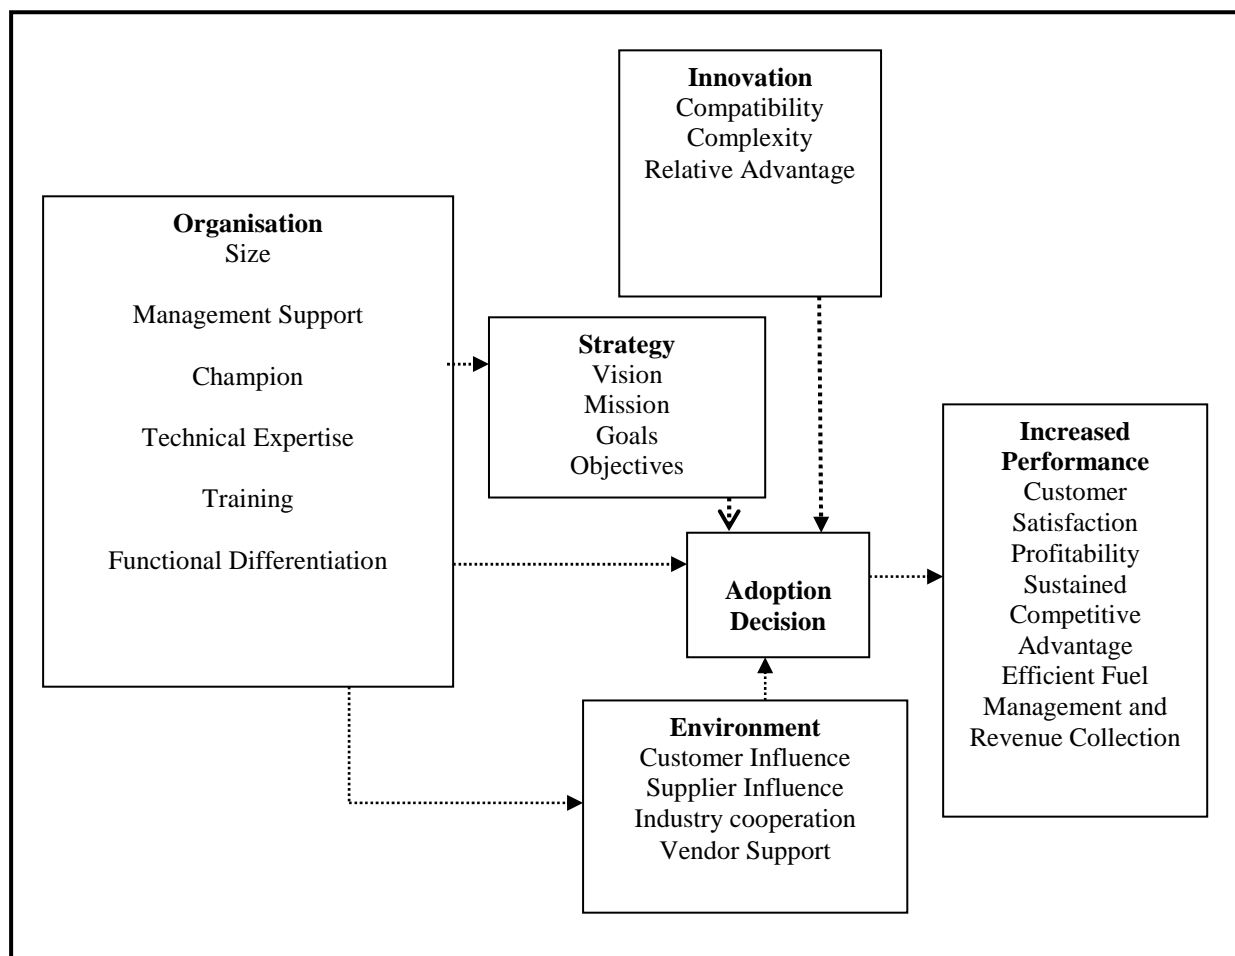 Innovation
Compatibility
Complexity
Relative Advantage
Organisation
Size
Management Support
Champion
Technical Expertise
Training
Functional Differentiation
Strategy
Vision
Mission
Goals
Objectives
Adoption
Decision
Increased
Performance
Customer
Satisfaction
Profitability
Sustained
Competitive
Advantage
Efficient Fuel
Management and
Revenue Collection
Environment
Customer Influence
Supplier Influence
Industry cooperation
Vendor Support